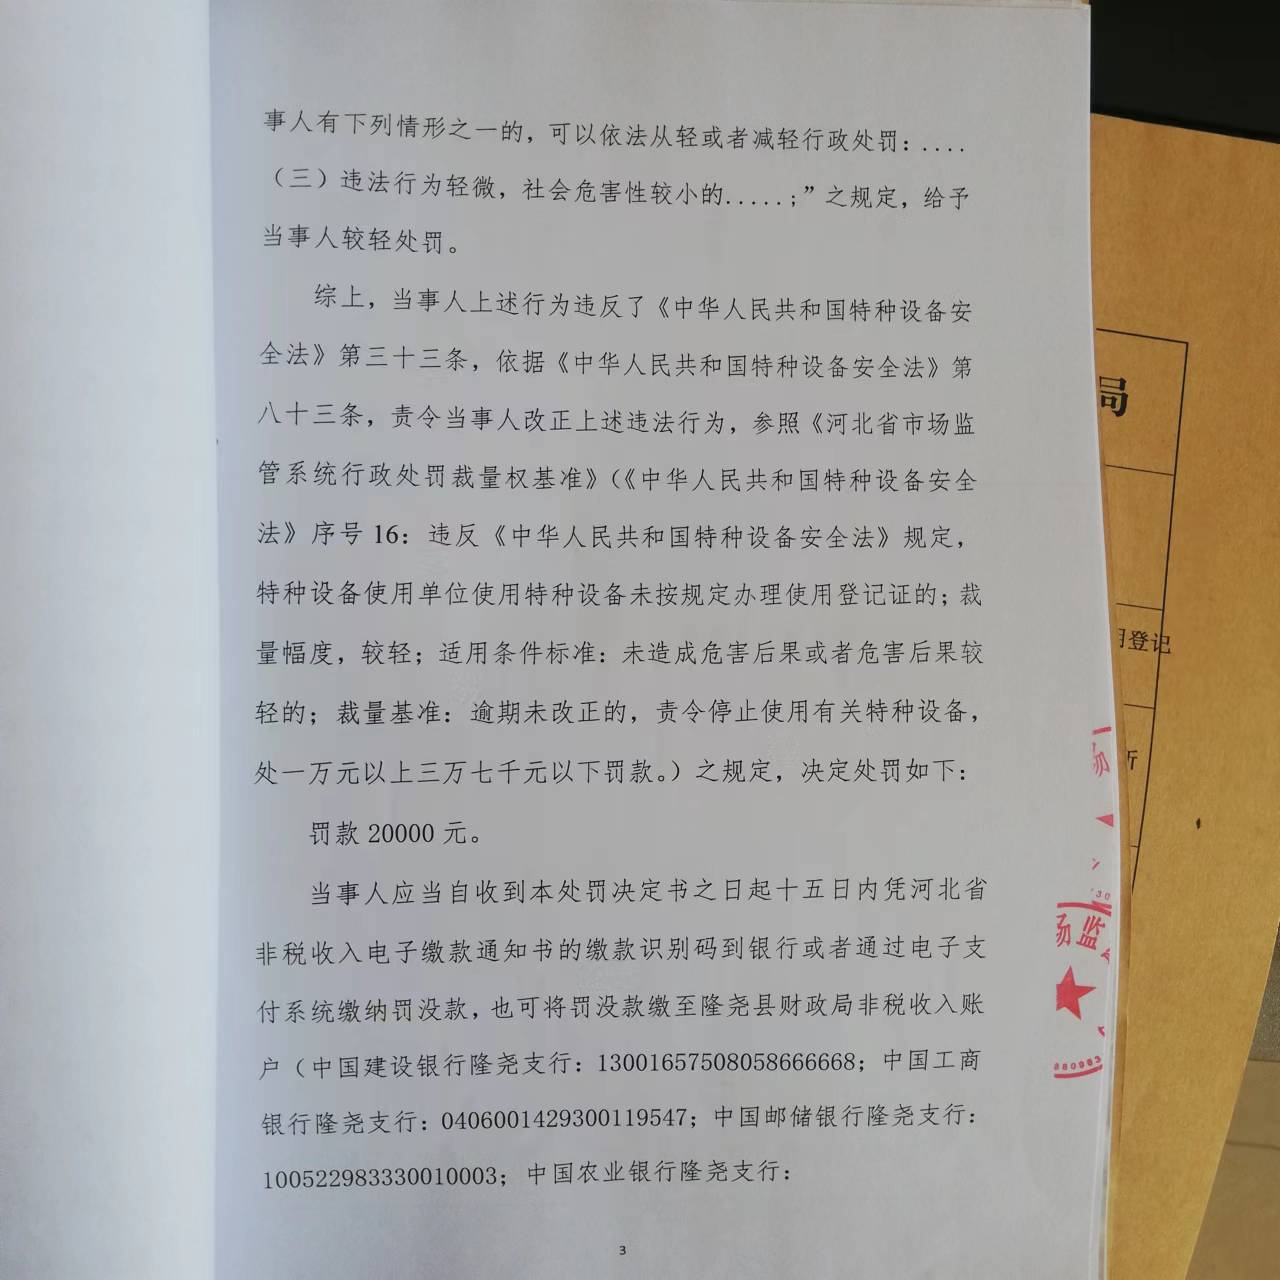 事人有下列情形之一的，可以依法从轻或者减轻行政处罚：....
（三）违法行为轻微，社会危害性较小的.....;”之规定，给予
当事人较轻处罚。
综上，当事人上述行为违反了《中华人民共和国特种设备安
全法》第三十三条，依据《中华人民共和国特种设备安全法》第
八十三条，责令当事人改正上述违法行为，参照《河北省市场监
管系统行政处罚裁量权基准》（《中华人民共和国特种设备安全
法》序号 16：违反《中华人民共和国特种设备安全法》规定，
特种设备使用单位使用特种设备未按规定办理使用登记证的；裁
量幅度，较轻；适用条件标准：未造成危害后果或者危害后果较
轻的；裁量基准：逾期未改正的，责令停止使用有关特种设备，
处一万元以上三万七千元以下罚款。）之规定，决定处罚如下：
罚款 20000 元。
当事人应当自收到本处罚决定书之日起十五日内凭河北省
非税收入电子缴款通知书的缴款识别码到银行或者通过电子支
付系统缴纳罚没款，也可将罚没款缴至隆尧县财政局非税收入账
户（中国建设银行隆尧支行：13001657508058666668；中国工商
银行隆尧支行：0406001429300119547；中国邮储银行隆尧支行：
100522983330010003；中国农业银行隆尧支行：
3
局
登记
场
场监